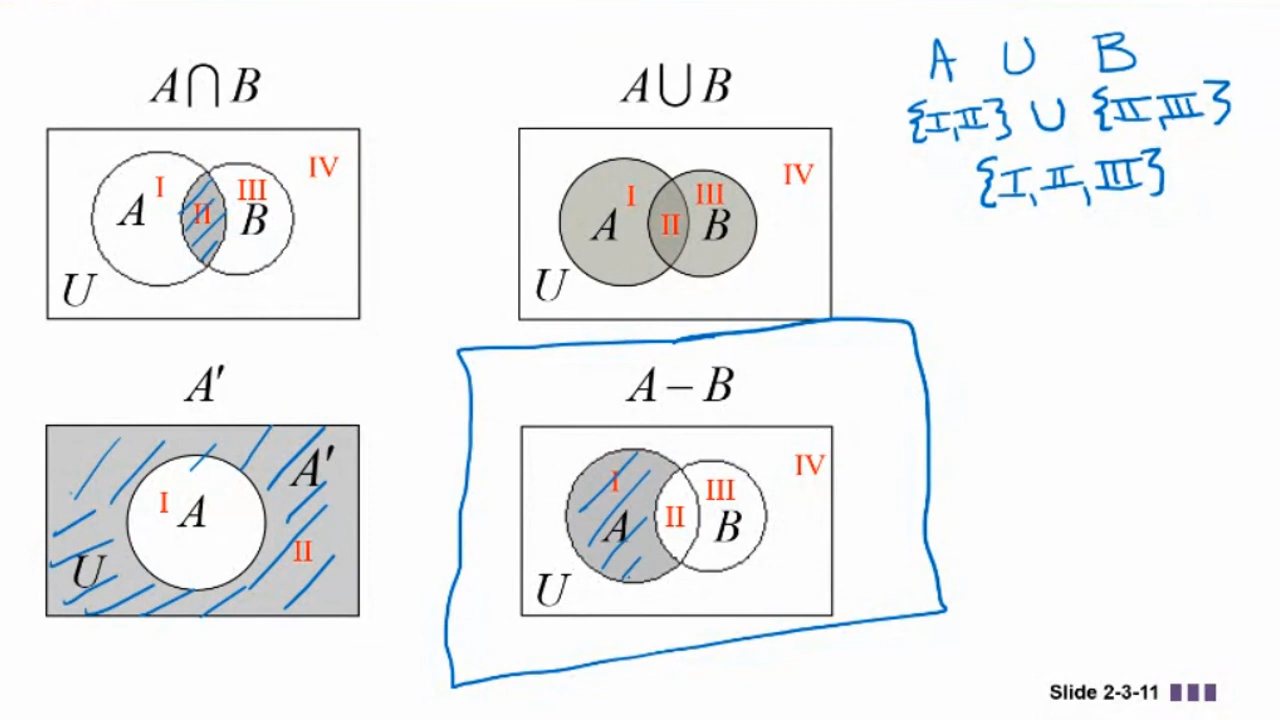 A∩B
I
II
III
IV
A
B
U
A∪B
I
II
III
IV
A
B
U
A ∪ B
{I,II} ∪ {II,III}
{I,II,III}
A′
A′
I A
II
U
A − B
I
II
III
IV
A
B
U
Slide 2-3-11